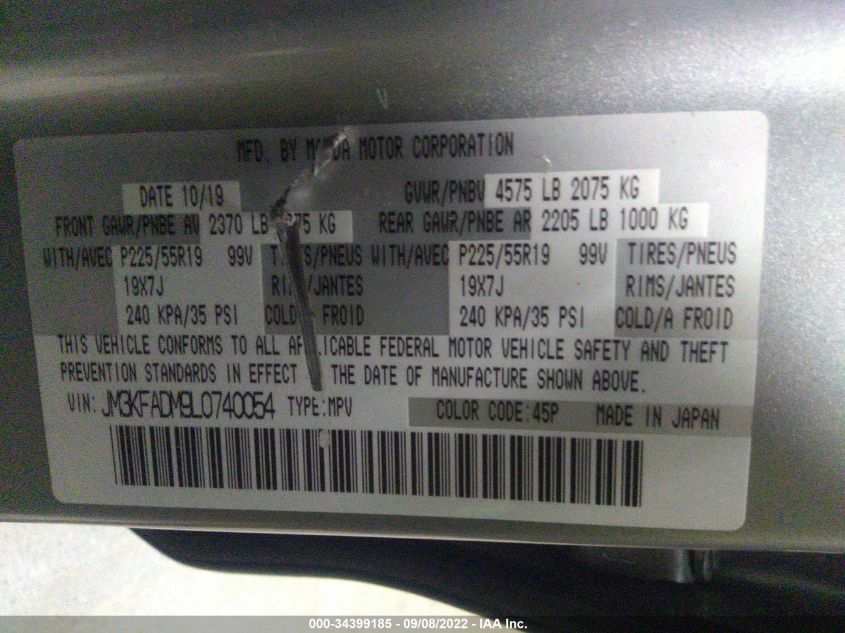 MFD. BY MAZDA MOTOR CORPORATION
DATE 10/19 GVWR/PNBV 4575 LB 2075 KG
FRONT GAWR/PNBE AV 2370 LB KG REAR GAWR/PNBE AR 2205 LB 1000 KG
WITH/AVEC P225/55R19 99V TIRES/PNEUS WITH/AVEC P225/55R19 99V TIRES/PNEUS
19X7J RIMS/JANTES 19X7J RIMS/JANTES
240 KPA/35 PSI COLD/A FROID 240 KPA/35 PSI COLD/A FROID
THIS VEHICLE CONFORMS TO ALL APPLICABLE FEDERAL MOTOR VEHICLE SAFETY AND THEFT
PREVENTION STANDARDS IN EFFECT THE DATE OF MANUFACTURE SHOWN ABOVE.
VIN: JM3KFADM9L0740054 TYPE:MPV COLOR CODE:45P MADE IN JAPAN
000-34399185 - 09/08/2022 - IAA Inc.